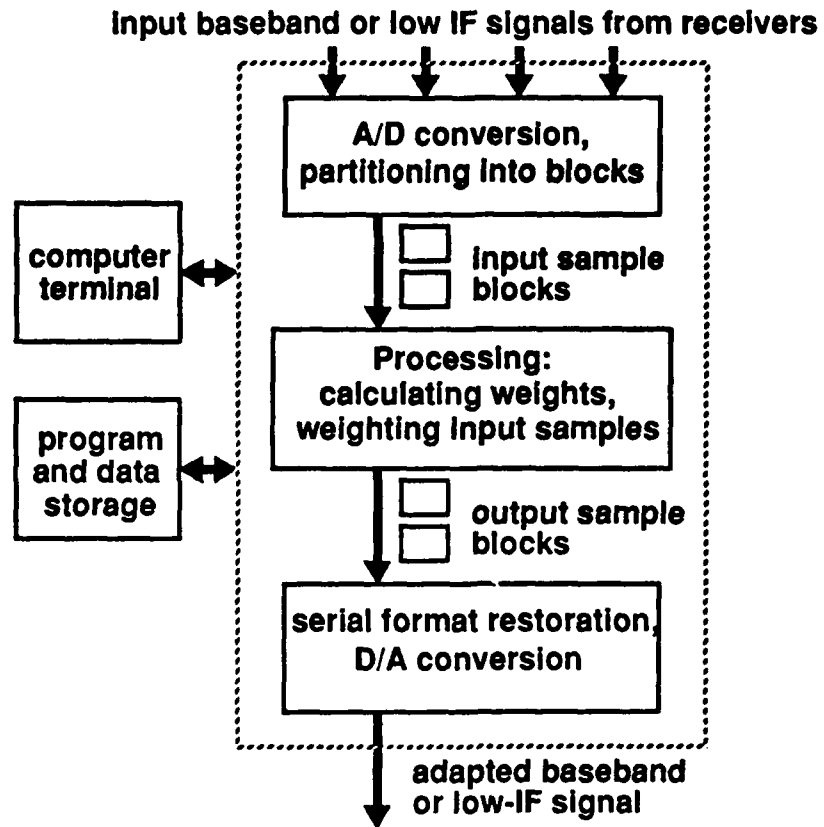 input baseband or low IF signals from receivers
A/D conversion,
partitioning into blocks
computer
terminal
input sample
blocks
Processing:
calculating weights,
weighting input samples
program
and data
storage
output sample
blocks
serial format restoration,
D/A conversion
adapted baseband
or low-IF signal